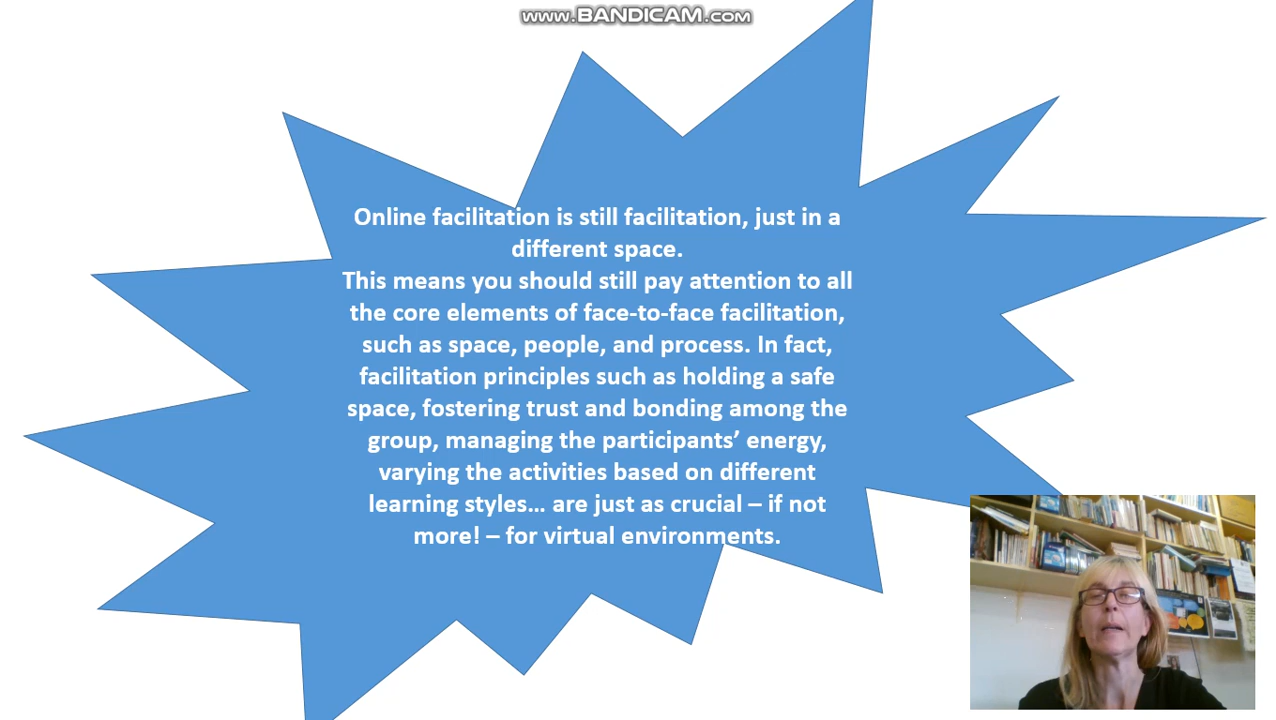 www.BANDICAM.com
Online facilitation is still facilitation, just in a
different space.
This means you should still pay attention to all
the core elements of face-to-face facilitation,
such as space, people, and process. In fact,
facilitation principles such as holding a safe
space, fostering trust and bonding among the
group, managing the participants’ energy,
varying the activities based on different
learning styles… are just as crucial – if not
more! – for virtual environments.